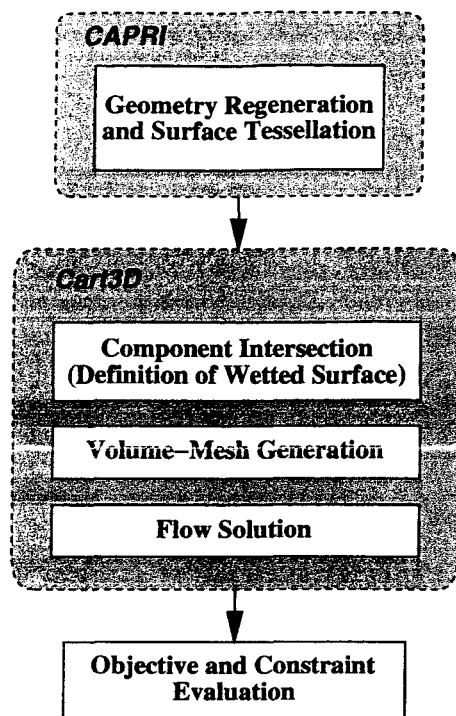 CAPRI
Geometry Regeneration
and Surface Tessellation
Cart3D
Component Intersection
(Definition of Wetted Surface)
Volume–Mesh Generation
Flow Solution
Objective and Constraint
Evaluation